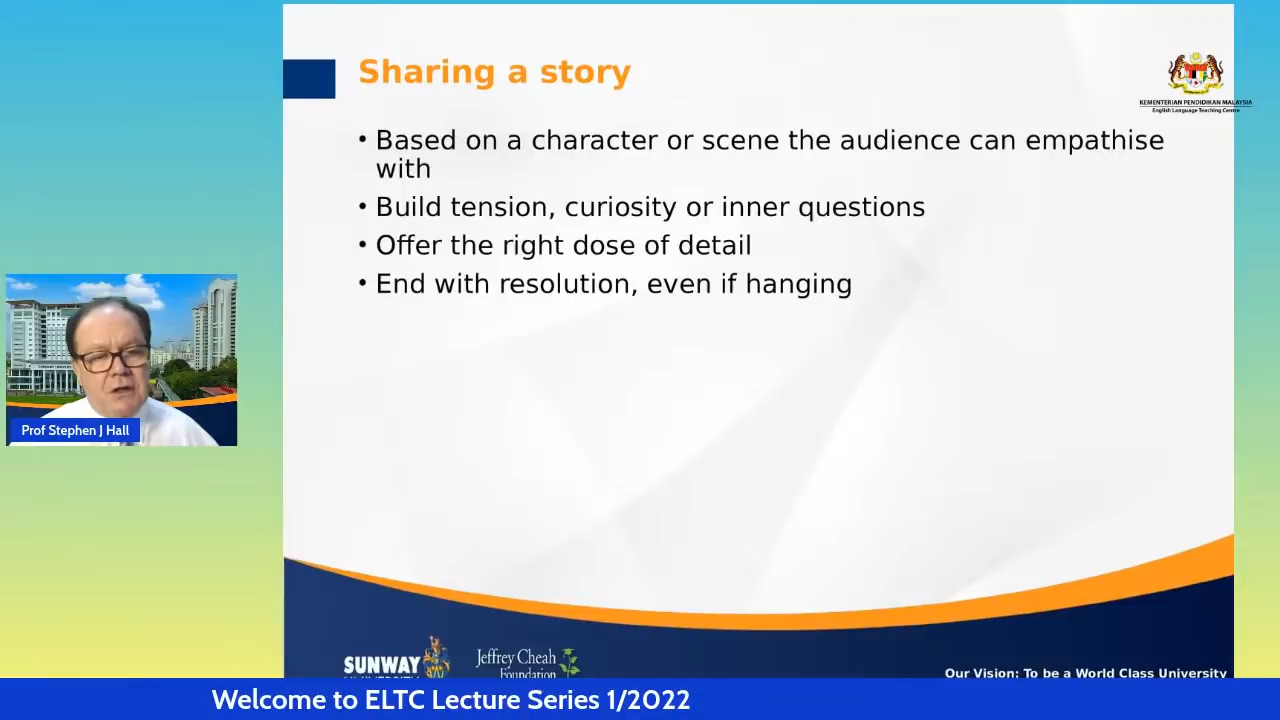 Sharing a story
KEMENTERIAN PENDIDIKAN MALAYSIA
English Language Teaching Centre
• Based on a character or scene the audience can empathise
with
• Build tension, curiosity or inner questions
• Offer the right dose of detail
• End with resolution, even if hanging
Prof Stephen J Hall
SUNWAY
UNIVERSITY
Jeffrey Cheah
Foundation
Our Vision: To be a World Class University
Welcome to ELTC Lecture Series 1/2022